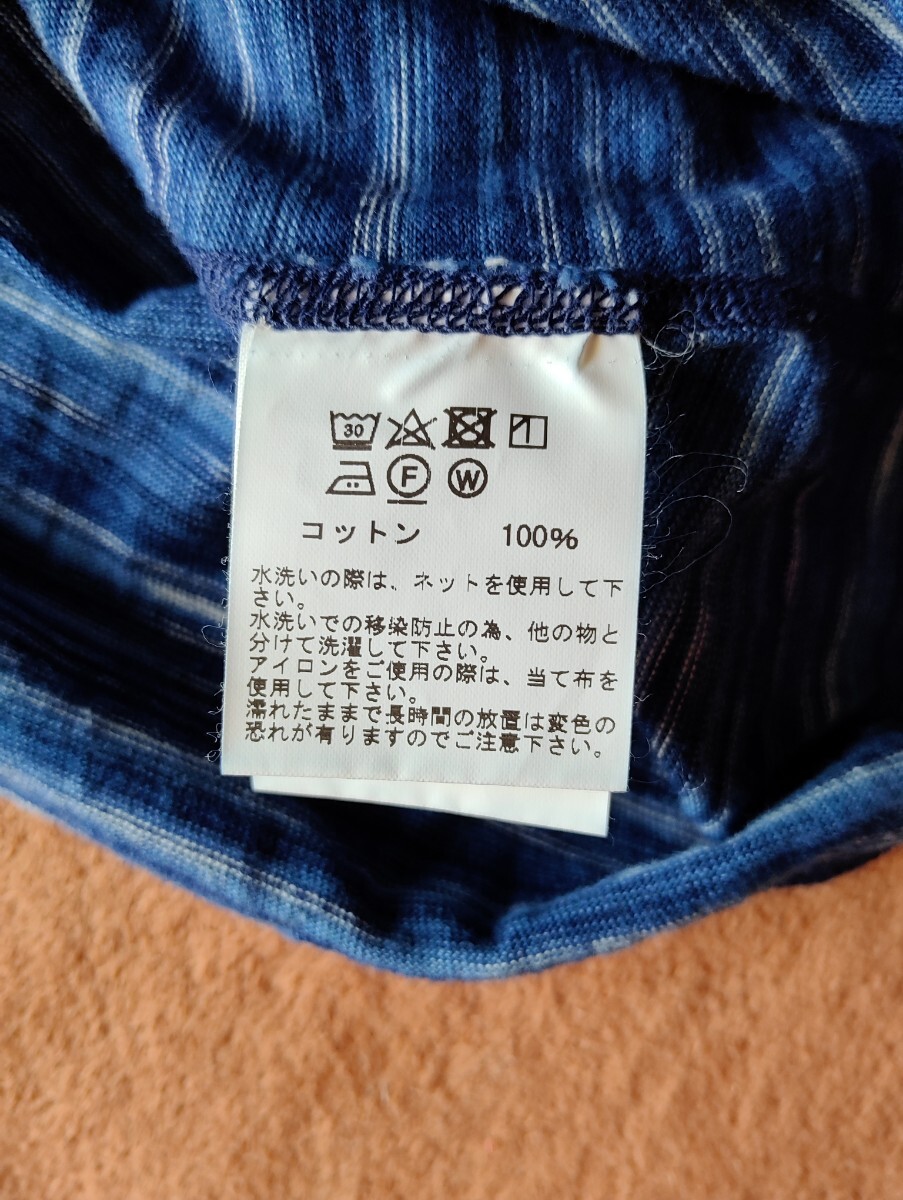 30
F W
コットン 100%
水洗いの際は、ネットを使用して下
さい。
水洗いでの移染防止の為、他の物と
分けて洗濯して下さい。
アイロンをご使用の際は、当て布を
使用して下さい。
濡れたままで長時間の放置は変色の
恐れが有りますのでご注意下さい。